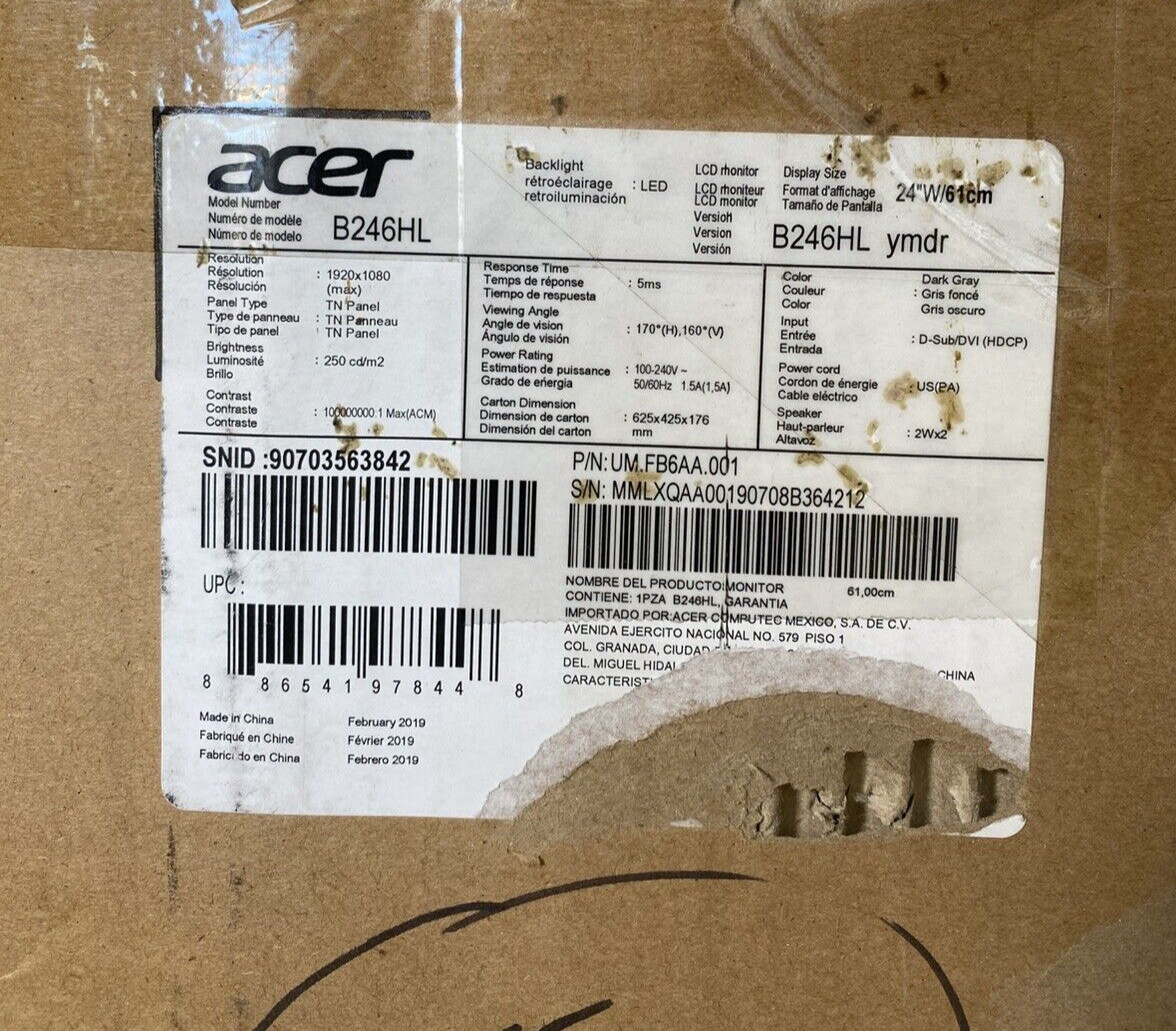 acer
Model Number
Numéro de modèle
Número de modelo
B246HL
Backlight
rétroéclairage : LED
retroiluminación
LCD monitor
LCD moniteur
LCD monitor
Display Size
Format d'affichage
Tamaño de Pantalla
24"W/61cm
Version
Version
Versión
B246HL ymdr
Resolution
Résolution : 1920x1080
Résolución (max)
Panel Type TN Panel
Type de panneau : TN Panneau
Tipo de panel : TN Panel
Brightness
Luminosité : 250 cd/m2
Brillo
Contrast
Contraste : 100000000:1 Max(ACM)
Contraste
Response Time
Temps de réponse : 5ms
Tiempo de respuesta
Viewing Angle
Angle de vision : 170°(H),160°(V)
Ángulo de visión
Power Rating
Estimation de puissance : 100-240V ~
Grado de energía 50/60Hz 1.5A(1,5A)
Carton Dimension
Dimension de carton : 625x425x176
Dimensión del carton mm
Color Dark Gray
Couleur : Gris foncé
Color Gris oscuro
Input
Entrée : D-Sub/DVI (HDCP)
Entrada
Power cord
Cordon de énergie : US(PA)
Cable eléctrico
Speaker
Haut-parleur : 2Wx2
Altavoz
SNID :90703563842
P/N: UM.FB6AA.001
S/N: MMLXQAA00190708B364212
UPC :
8 86541 97844 8
Made in China February 2019
Fabriqué en Chine Février 2019
Fabricado en China Febrero 2019
NOMBRE DEL PRODUCTO:MONITOR 61,00cm
CONTIENE: 1PZA B246HL, GARANTIA
IMPORTADO POR:ACER COMPUTEC MEXICO, S.A. DE C.V.
AVENIDA EJERCITO NACIONAL NO. 579 PISO 1
COL. GRANADA, CIUDAD
DEL. MIGUEL HIDAL CHINA
CARACTERIST